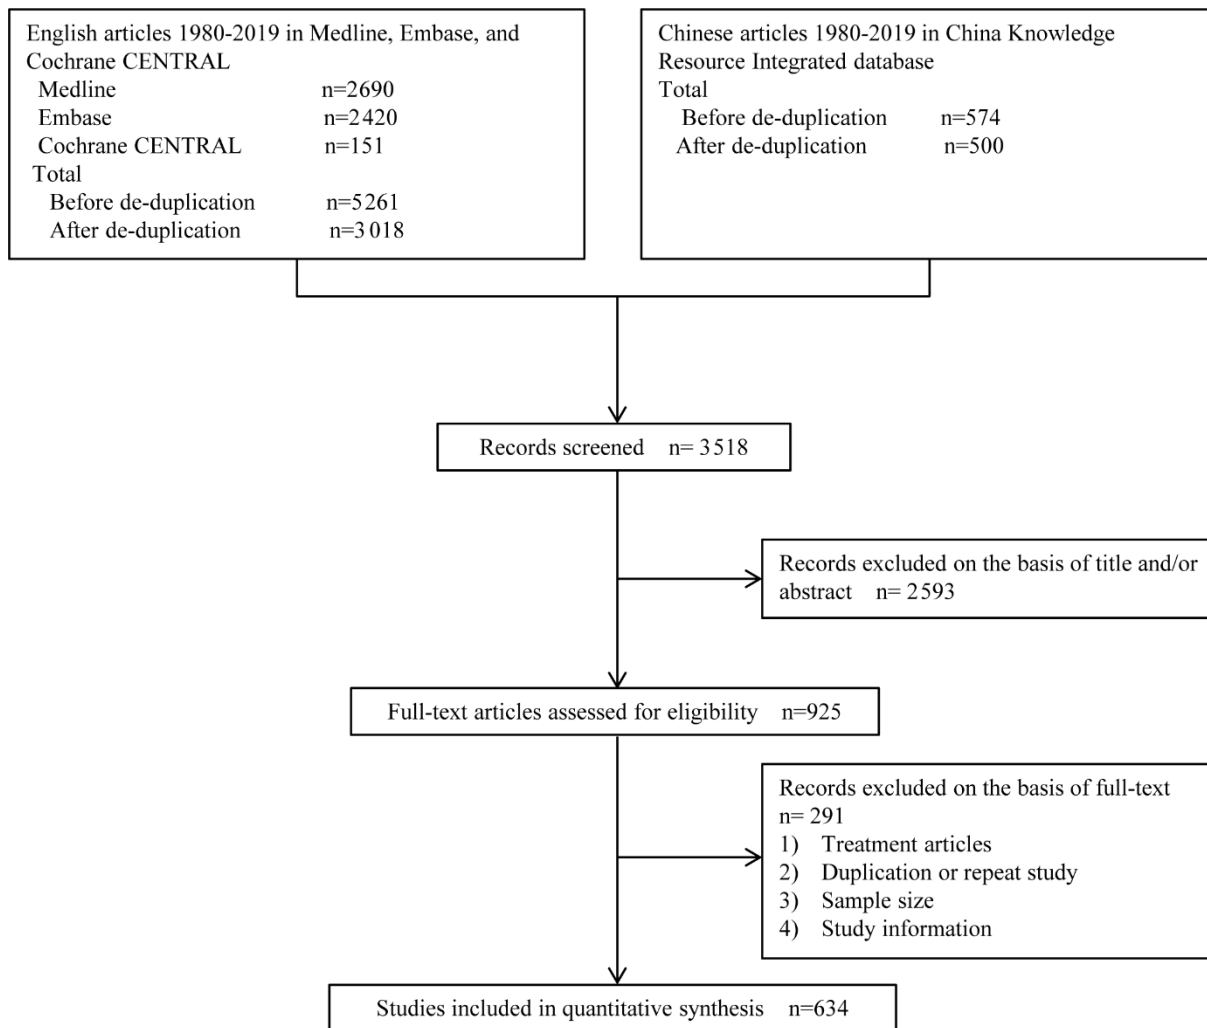 English articles 1980-2019 in Medline, Embase, and
Cochrane CENTRAL
Medline n=2690
Embase n=2420
Cochrane CENTRAL n=151
Total
Before de-duplication n=5261
After de-duplication n=3018
Chinese articles 1980-2019 in China Knowledge
Resource Integrated database
Total
Before de-duplication n=574
After de-duplication n=500
Records screened n= 3518
Records excluded on the basis of title and/or
abstract n= 2593
Full-text articles assessed for eligibility n=925
Records excluded on the basis of full-text
n= 291
1) Treatment articles
2) Duplication or repeat study
3) Sample size
4) Study information
Studies included in quantitative synthesis n=634